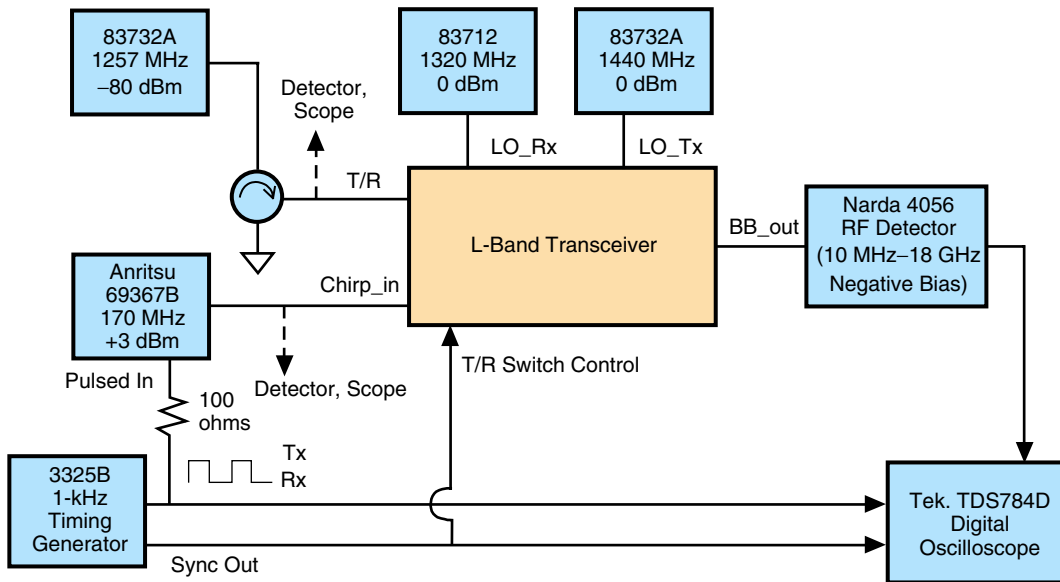 83732A
1257 MHz
–80 dBm
83712
1320 MHz
0 dBm
83732A
1440 MHz
0 dBm
Detector,
Scope
LO_Rx
LO_Tx
T/R
L-Band Transceiver
BB_out
Narda 4056
RF Detector
(10 MHz–18 GHz
Negative Bias)
Anritsu
69367B
170 MHz
+3 dBm
Chirp_in
Pulsed In
Detector, Scope
T/R Switch Control
100
ohms
Tx
Rx
3325B
1-kHz
Timing
Generator
Sync Out
Tek. TDS784D
Digital
Oscilloscope